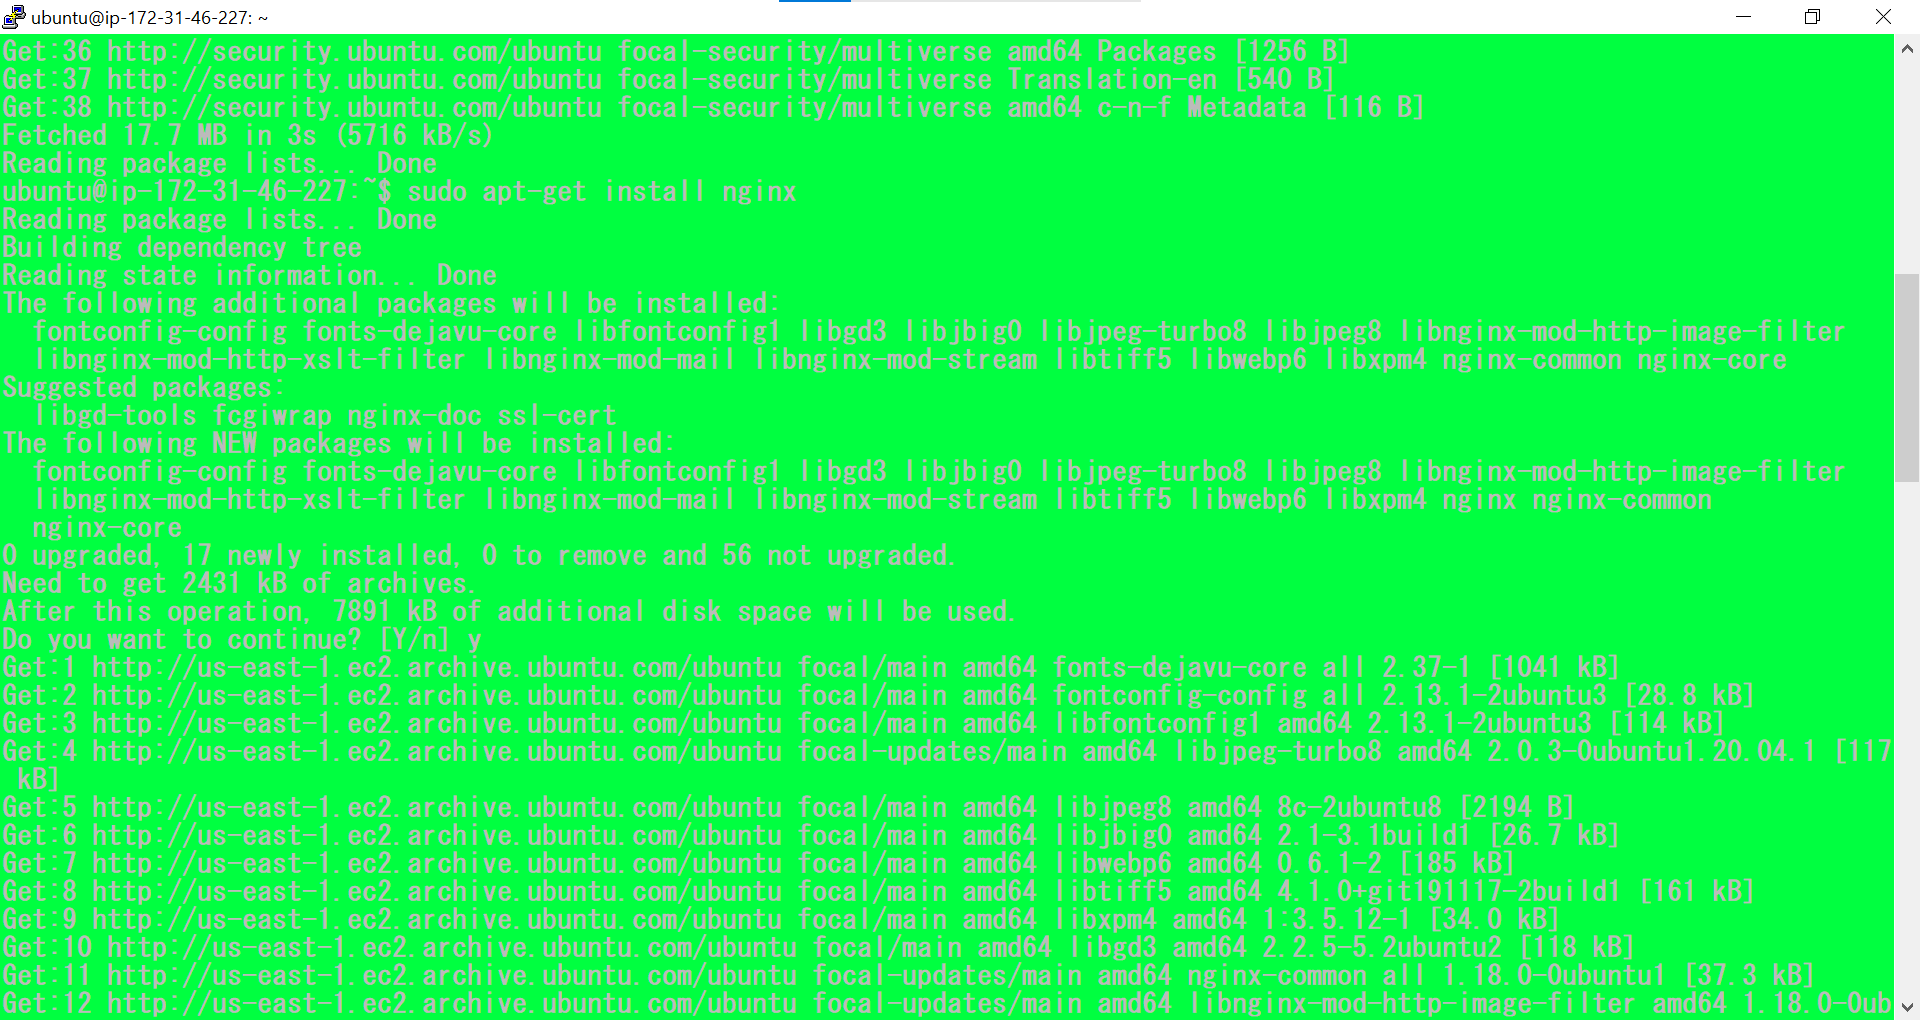 ubuntu@ip-172-31-46-227: ~
Get:36 http://security.ubuntu.com/ubuntu focal-security/multiverse amd64 Packages [1256 B]
Get:37 http://security.ubuntu.com/ubuntu focal-security/multiverse Translation-en [540 B]
Get:38 http://security.ubuntu.com/ubuntu focal-security/multiverse amd64 c-n-f Metadata [116 B]
Fetched 17.7 MB in 3s (5716 kB/s)
Reading package lists... Done
ubuntu@ip-172-31-46-227:~$ sudo apt-get install nginx
Reading package lists... Done
Building dependency tree
Reading state information... Done
The following additional packages will be installed:
  fontconfig-config fonts-dejavu-core libfontconfig1 libgd3 libjbig0 libjpeg-turbo8 libjpeg8 libnginx-mod-http-image-filter
  libnginx-mod-http-xslt-filter libnginx-mod-mail libnginx-mod-stream libtiff5 libwebp6 libxpm4 nginx-common nginx-core
Suggested packages:
  libgd-tools fcgiwrap nginx-doc ssl-cert
The following NEW packages will be installed:
  fontconfig-config fonts-dejavu-core libfontconfig1 libgd3 libjbig0 libjpeg-turbo8 libjpeg8 libnginx-mod-http-image-filter
  libnginx-mod-http-xslt-filter libnginx-mod-mail libnginx-mod-stream libtiff5 libwebp6 libxpm4 nginx nginx-common
  nginx-core
0 upgraded, 17 newly installed, 0 to remove and 56 not upgraded.
Need to get 2431 kB of archives.
After this operation, 7891 kB of additional disk space will be used.
Do you want to continue? [Y/n] y
Get:1 http://us-east-1.ec2.archive.ubuntu.com/ubuntu focal/main amd64 fonts-dejavu-core all 2.37-1 [1041 kB]
Get:2 http://us-east-1.ec2.archive.ubuntu.com/ubuntu focal/main amd64 fontconfig-config all 2.13.1-2ubuntu3 [28.8 kB]
Get:3 http://us-east-1.ec2.archive.ubuntu.com/ubuntu focal/main amd64 libfontconfig1 amd64 2.13.1-2ubuntu3 [114 kB]
Get:4 http://us-east-1.ec2.archive.ubuntu.com/ubuntu focal-updates/main amd64 libjpeg-turbo8 amd64 2.0.3-0ubuntu1.20.04.1 [117
 kB]
Get:5 http://us-east-1.ec2.archive.ubuntu.com/ubuntu focal/main amd64 libjpeg8 amd64 8c-2ubuntu8 [2194 B]
Get:6 http://us-east-1.ec2.archive.ubuntu.com/ubuntu focal/main amd64 libjbig0 amd64 2.1-3.1build1 [26.7 kB]
Get:7 http://us-east-1.ec2.archive.ubuntu.com/ubuntu focal/main amd64 libwebp6 amd64 0.6.1-2 [185 kB]
Get:8 http://us-east-1.ec2.archive.ubuntu.com/ubuntu focal/main amd64 libtiff5 amd64 4.1.0+git191117-2build1 [161 kB]
Get:9 http://us-east-1.ec2.archive.ubuntu.com/ubuntu focal/main amd64 libxpm4 amd64 1:3.5.12-1 [34.0 kB]
Get:10 http://us-east-1.ec2.archive.ubuntu.com/ubuntu focal/main amd64 libgd3 amd64 2.2.5-5.2ubuntu2 [118 kB]
Get:11 http://us-east-1.ec2.archive.ubuntu.com/ubuntu focal-updates/main amd64 nginx-common all 1.18.0-0ubuntu1 [37.3 kB]
Get:12 http://us-east-1.ec2.archive.ubuntu.com/ubuntu focal-updates/main amd64 libnginx-mod-http-image-filter amd64 1.18.0-0ub